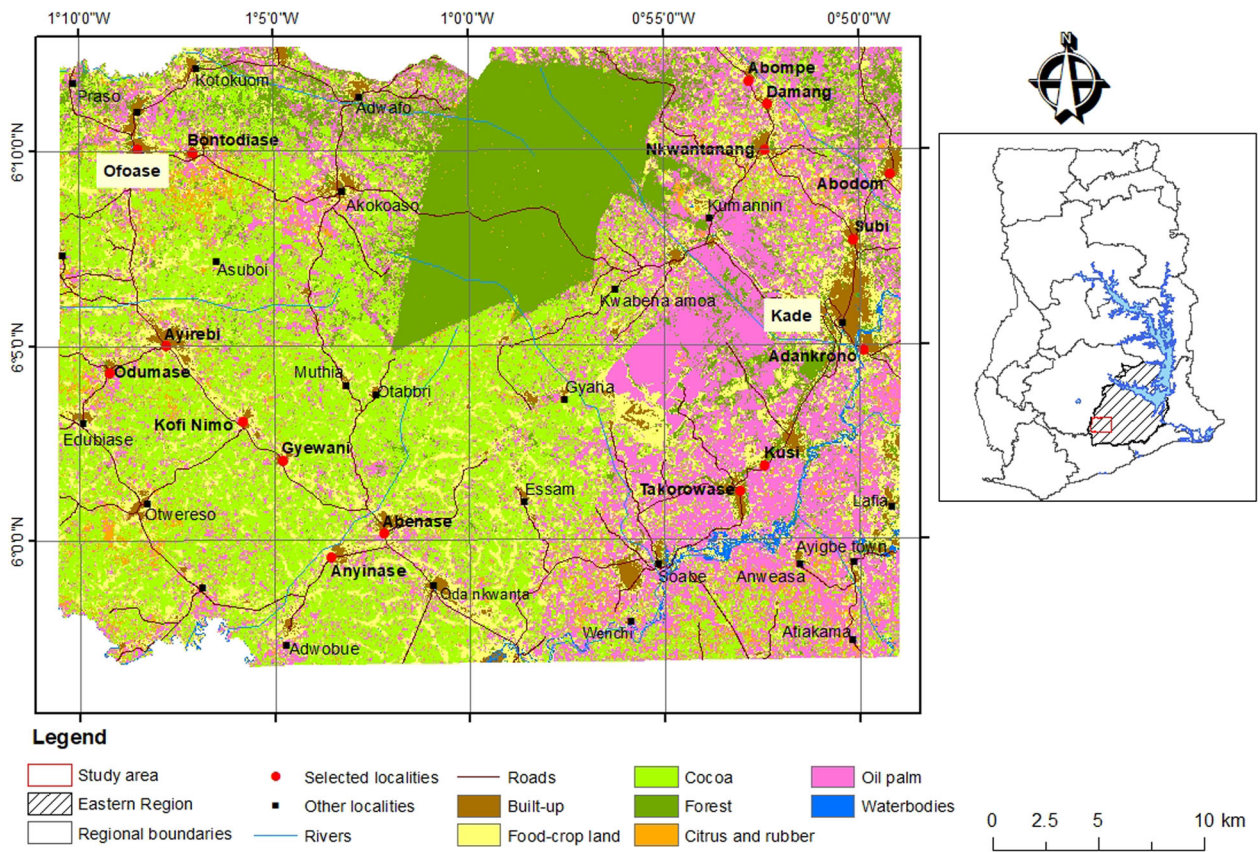 1°10'0"W 1°5'0"W 1°0'0"W 0°55'0"W 0°50'0"W
N
Kotokuom
Abompe
Praso
Damang
Adwafo
6°10'0"N
Bontodiase
Nkwantanang
Ofoase
Abodom
Akokoaso
Kumannin
Subi
Asuboi
Kwabena amoa
Kade
Ayirebi
6°5'0"N
Adankrono
Odumase
Muthia
Otabbri
Gyaha
Kofi Nimo
Edubiase
Gyewani
Kusi
Essam
Takorowase
Lafia
Otwereso
Abenase
6°0'0"N
Ayigbe town
Anyinase
Soabe
Anweasa
Oda nkwanta
Wenchi
Atiakama
Adwobue
Legend
Study area
Selected localities
Roads
Cocoa
Oil palm
Eastern Region
Other localities
Built-up
Forest
Waterbodies
Regional boundaries
Rivers
Food-crop land
Citrus and rubber
0 2.5 5 10 km